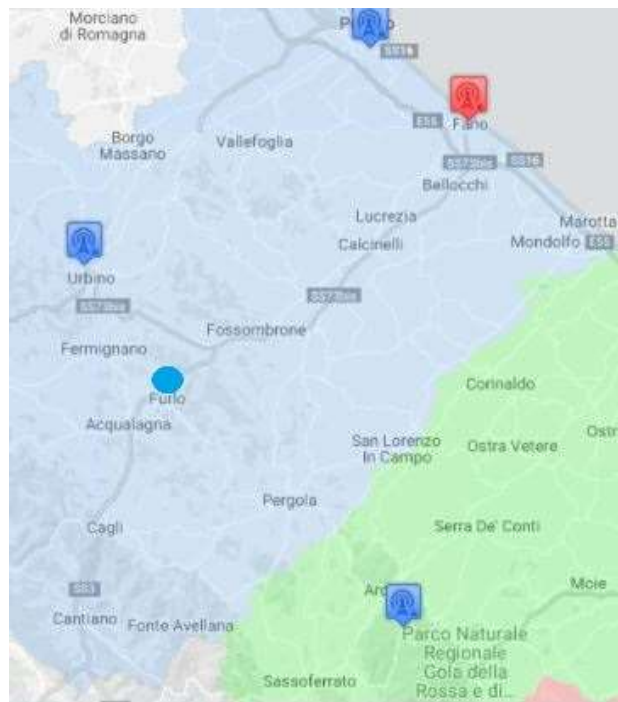 Morciano
di Romagna
SS16
Fano
E55
Borgo
Massano
Vallefoglia
SS73bis
SS16
Bellocchi
Lucrezia
Marotta
Calcinelli
Mondolfo
E55
Urbino
SS73bis
SS73bis
Fossombrone
Fermignano
Furlo
Corinaldo
Acqualagna
San Lorenzo
In Campo
Ostra Vetere
Ostr
Pergola
Cagli
Serra De' Conti
SS3
Moie
Cantiano
Fonte Avellana
Parco Naturale
Regionale
Gola della
Rossa e di...
Sassoferrato